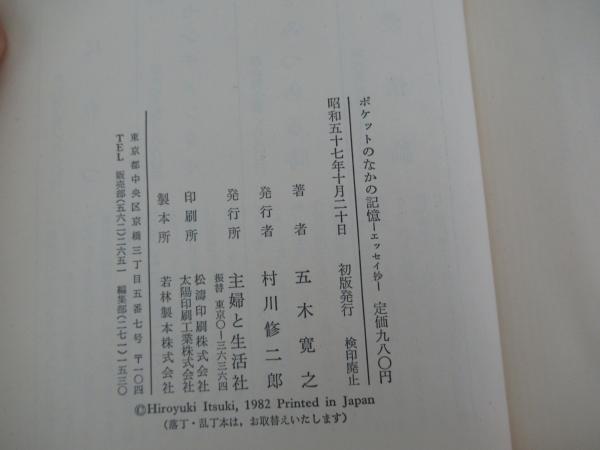 ポケットのなかの記憶―エッセイ抄― 定価九八〇円
昭和五十七年十月二十日 初版発行 検印廃止
著者 五木寛之
発行者 村川修二郎
発行所 主婦と生活社
振替 東京〇―三六三六四
印刷所 松濤印刷株式会社
太陽印刷工業株式会社
製本所 若林製本株式会社
東京都中央区京橋三丁目五番七号 〒一〇四
TEL 販売部(五六二)二六五一 編集部(二七一)一五三〇
©Hiroyuki Itsuki, 1982 Printed in Japan
(落丁・乱丁本は,お取替えいたします)